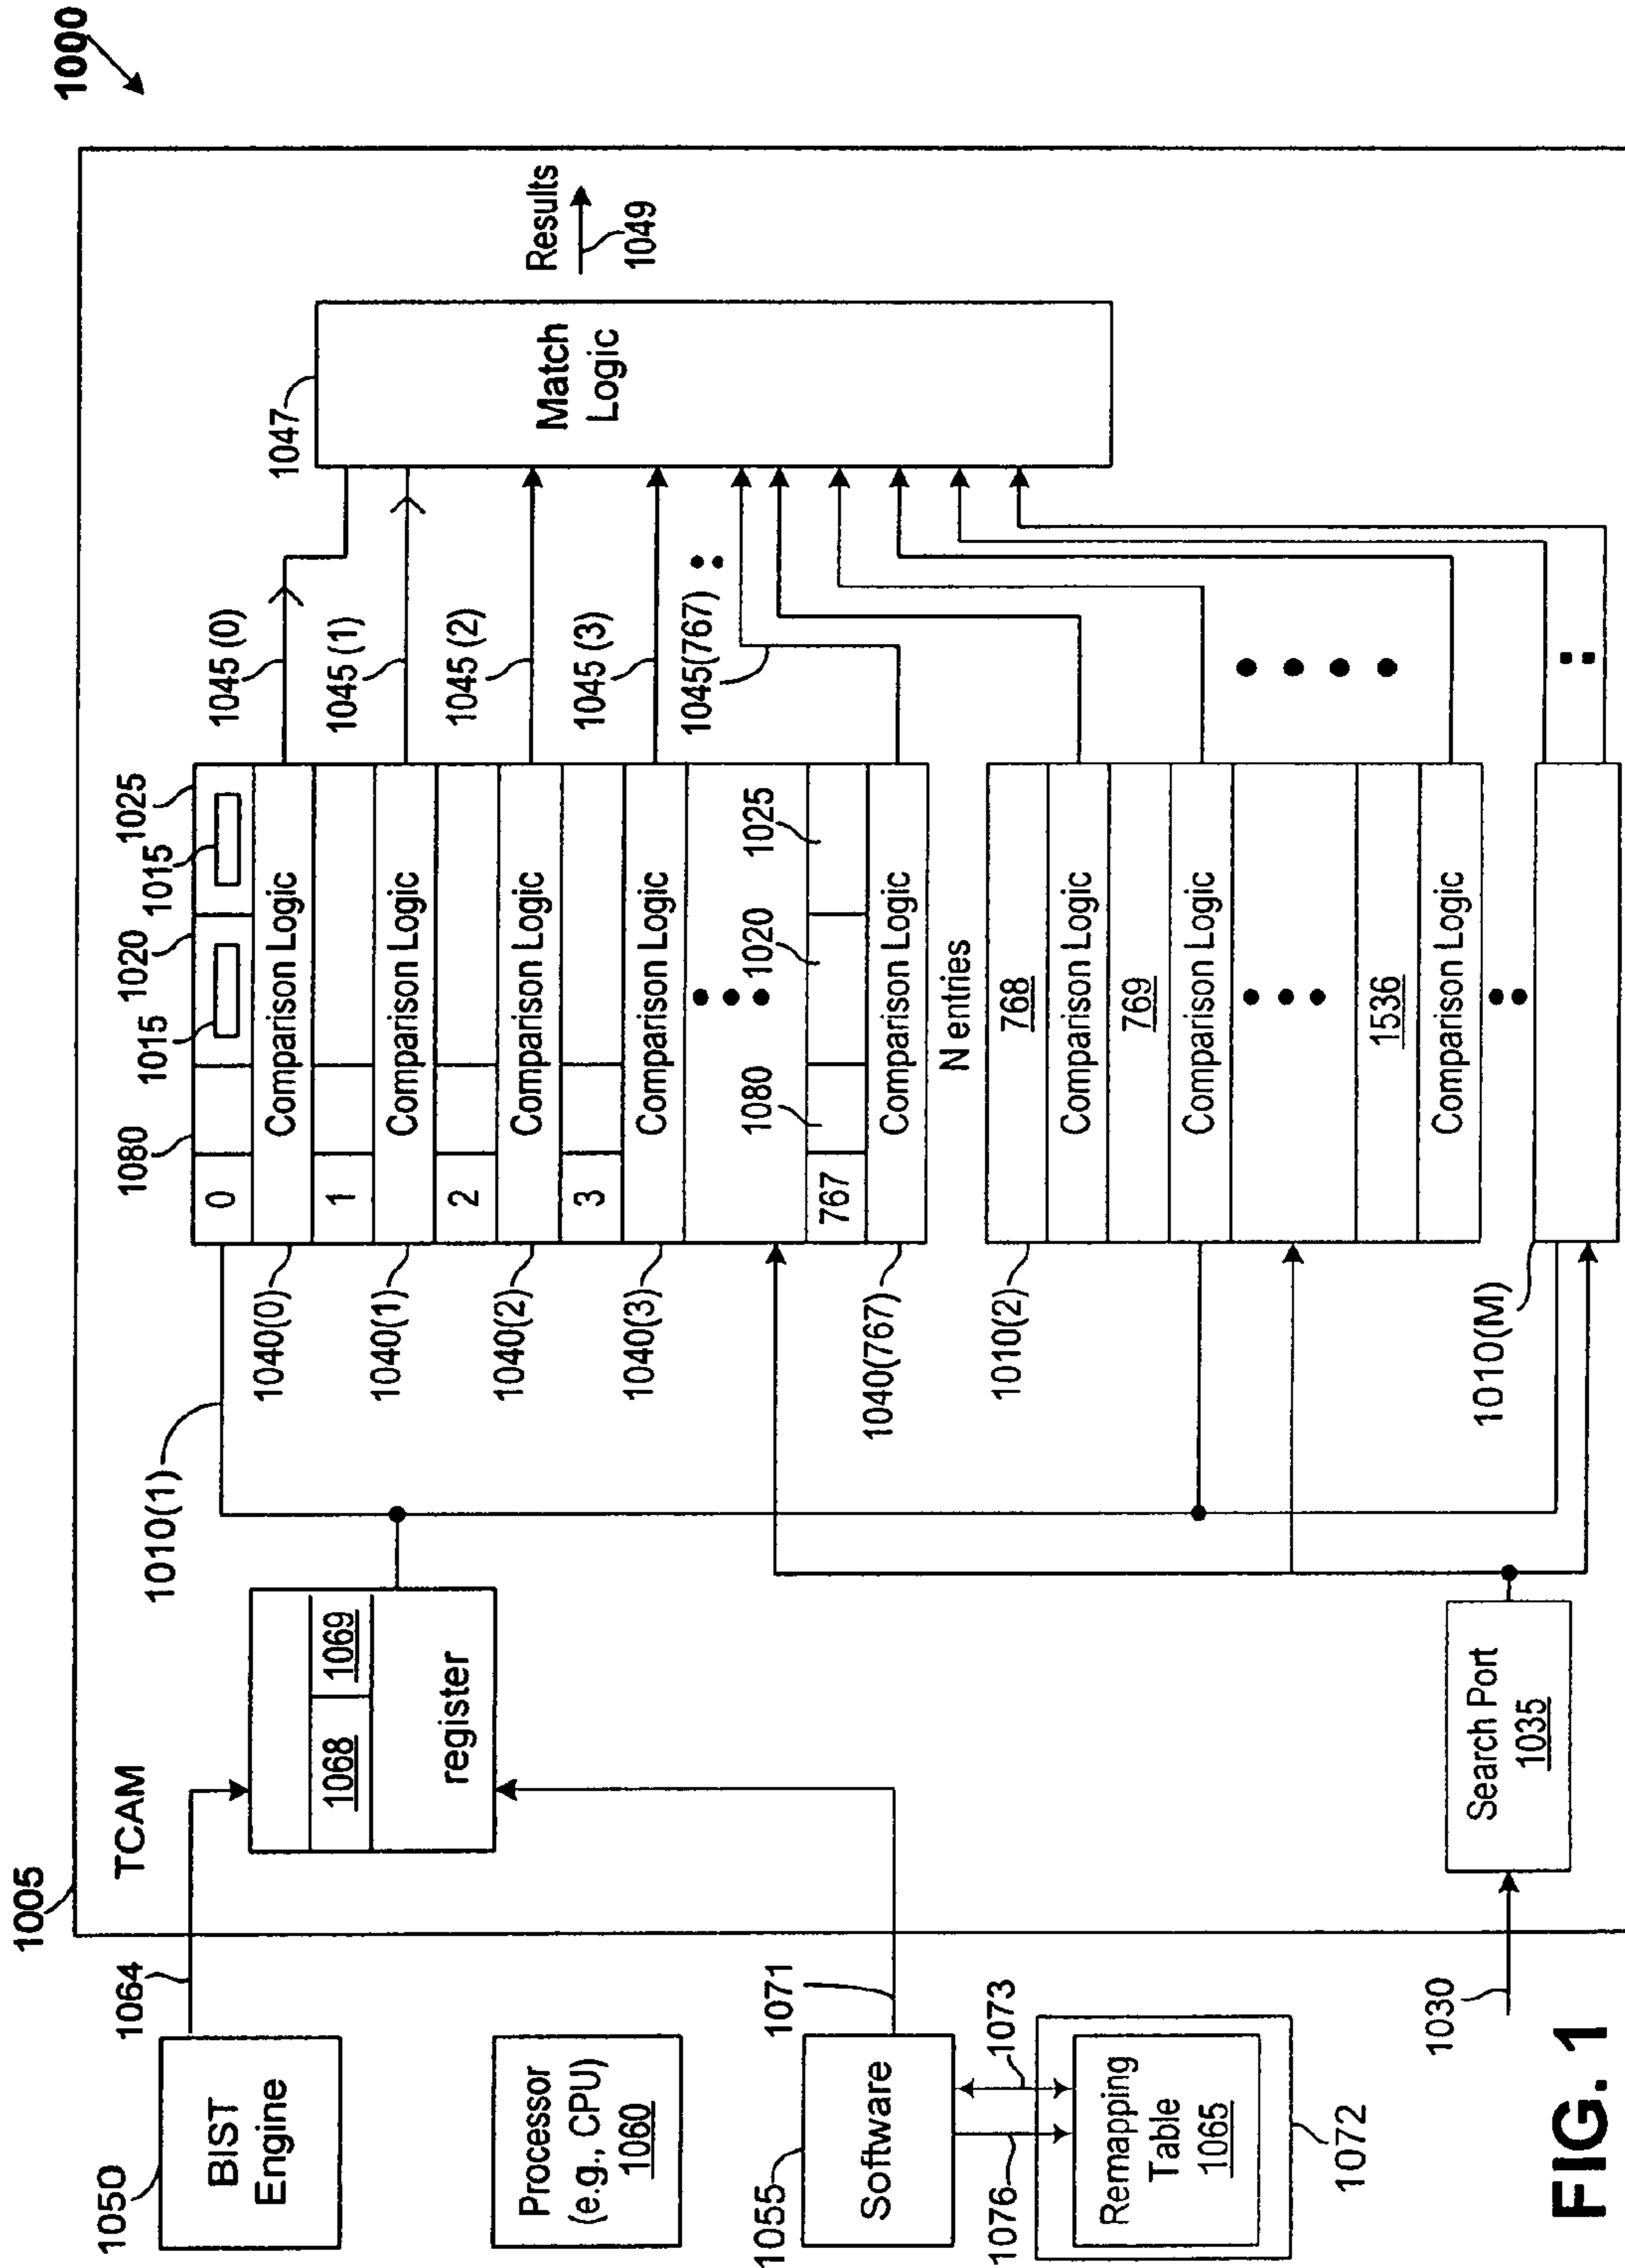 1000
1005
TCAM
1050
BIST
Engine
1064
Processor
(e.g., CPU)
1060
1055
Software
1071
1076
1073
Remapping
Table
1065
1072
1068
1069
register
1030
Search Port
1035
1010(1)
1080
1015
1020
1015
1025
0
1040(0)
Comparison Logic
1045 (0)
1
1040(1)
Comparison Logic
1045 (1)
2
1040(2)
Comparison Logic
1045 (2)
3
1040(3)
Comparison Logic
1045 (3)
1080
1020
1025
767
1040(767)
Comparison Logic
1045(767)
N entries
1010(2)
768
Comparison Logic
769
Comparison Logic
1536
Comparison Logic
1010(M)
1047
Match
Logic
Results
1049
FIG. 1